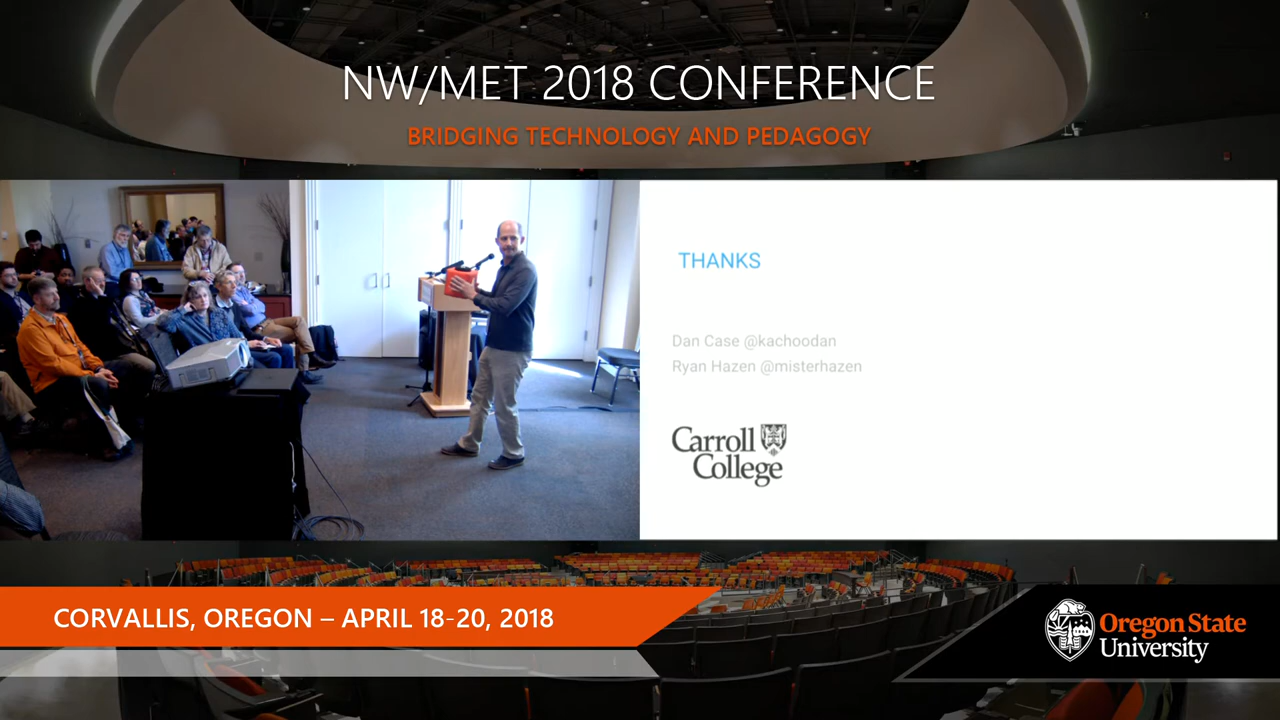 NW/MET 2018 CONFERENCE
BRIDGING TECHNOLOGY AND PEDAGOGY
THANKS
Dan Case @kachoodan
Ryan Hazen @misterhazen
Carroll
College
CORVALLIS, OREGON – APRIL 18-20, 2018
Oregon State
University